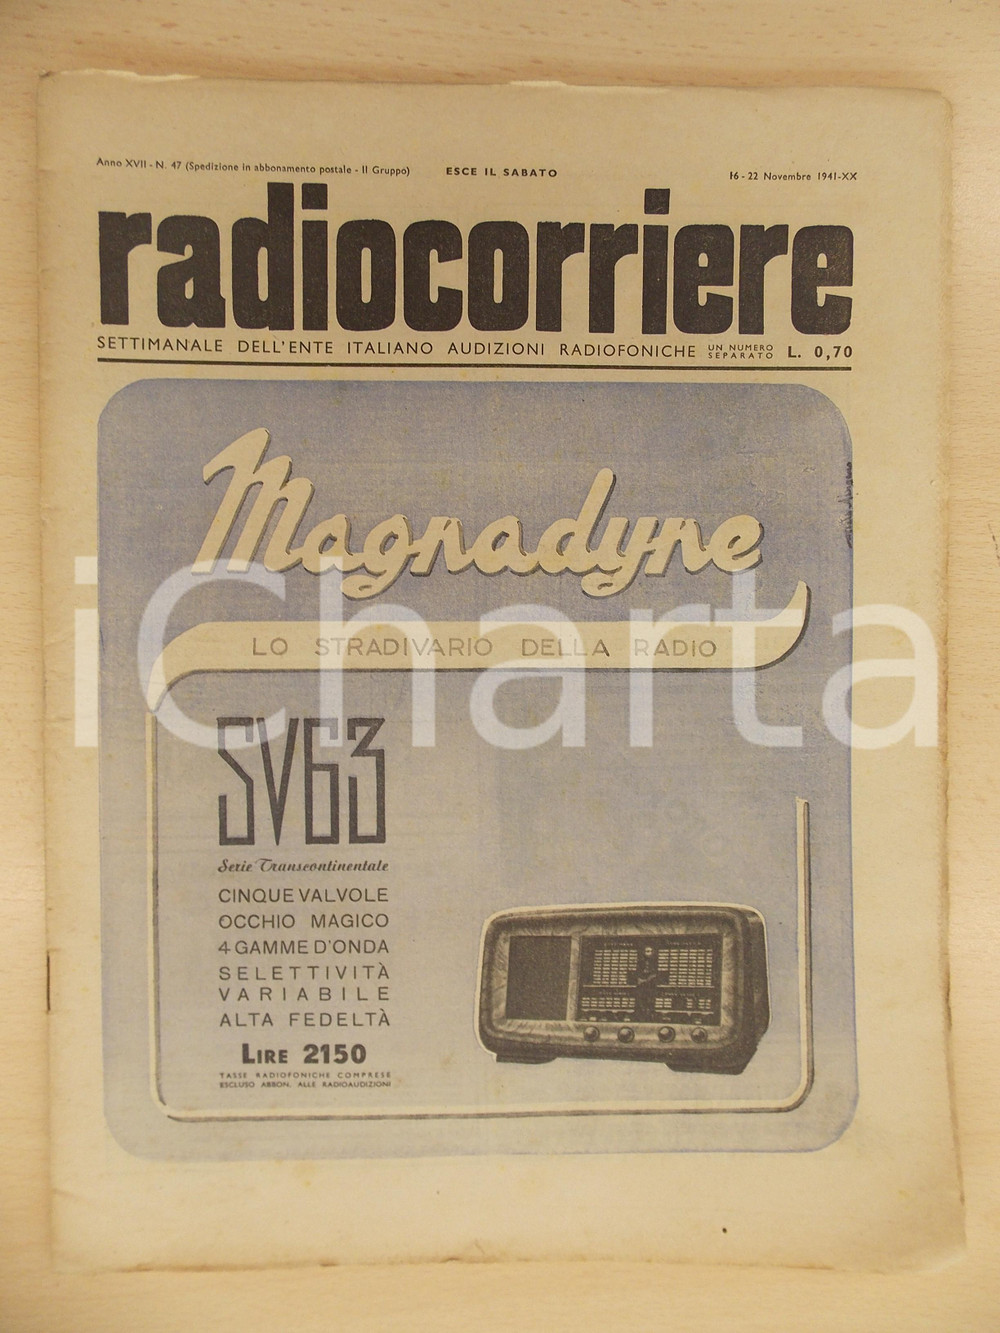 Anno XVII - N. 47 (Spedizione in abbonamento postale - II Gruppo) ESCE IL SABATO 16 - 22 Novembre 1941-XX
radiocorriere
SETTIMANALE DELL'ENTE ITALIANO AUDIZIONI RADIOFONICHE UN NUMERO SEPARATO L. 0,70
Magnadyne
LO STRADIVARIO DELLA RADIO
iCharta
SV63
Serie Transcontinentale
CINQUE VALVOLE
OCCHIO MAGICO
4 GAMME D'ONDA
SELETTIVITÀ
VARIABILE
ALTA FEDELTÀ
LIRE 2150
TASSE RADIOFONICHE COMPRESE
ESCLUSO ABBON. ALLE RADIOAUDIZIONI